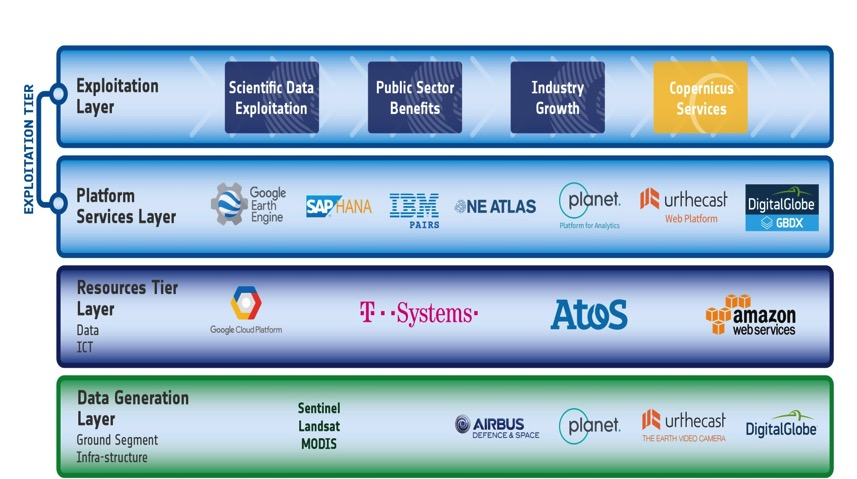 EXPLOITATION TIER
Exploitation
Layer
Scientific Data
Exploitation
Public Sector
Benefits
Industry
Growth
Copernicus
Services
Platform
Services Layer
Google
Earth
Engine
SAP HANA
IBM
PAIRS
ONE ATLAS
planet.
Platform for Analytics
urthecast
Web Platform
DigitalGlobe
GBDX
Resources Tier
Layer
Data
ICT
Google Cloud Platform
T··Systems·
Atos
amazon
web services
Data Generation
Layer
Ground Segment
Infra-structure
Sentinel
Landsat
MODIS
AIRBUS
DEFENCE & SPACE
planet.
urthecast
THE EARTH VIDEO CAMERA
DigitalGlobe